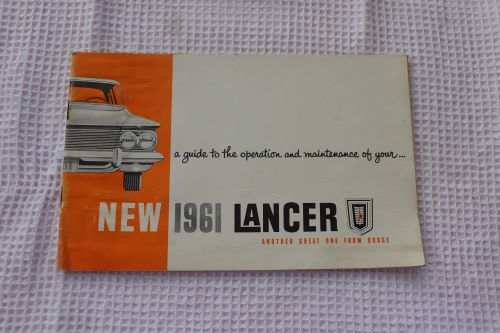 a guide to the operation and maintenance of your...
NEW 1961 LANCER
ANOTHER GREAT ONE FROM DODGE